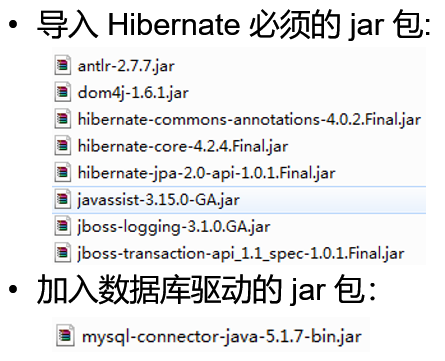 • 导入 Hibernate 必须的 jar 包:
antlr-2.7.7.jar
dom4j-1.6.1.jar
hibernate-commons-annotations-4.0.2.Final.jar
hibernate-core-4.2.4.Final.jar
hibernate-jpa-2.0-api-1.0.1.Final.jar
javassist-3.15.0-GA.jar
jboss-logging-3.1.0.GA.jar
jboss-transaction-api_1.1_spec-1.0.1.Final.jar
• 加入数据库驱动的 jar 包：
mysql-connector-java-5.1.7-bin.jar